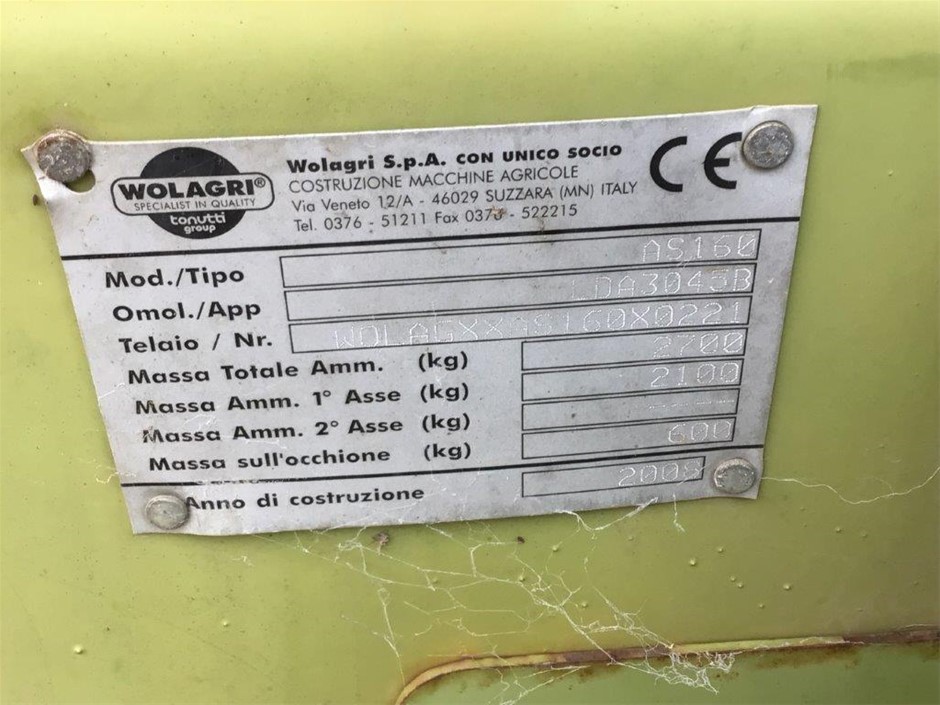 WOLAGRI®
SPECIALIST IN QUALITY
tonutti
group
Wolagri S.p.A. CON UNICO SOCIO
COSTRUZIONE MACCHINE AGRICOLE
Via Veneto 12/A - 46029 SUZZARA (MN) ITALY
Tel. 0376 - 51211 Fax 0376 - 522215
CE
Mod./Tipo AS160
Omol./App LDA3045B
Telaio / Nr. WOLAGXXAS160X0221
Massa Totale Amm. (kg) 2700
Massa Amm. 1° Asse (kg) 2100
Massa Amm. 2° Asse (kg) ----
Massa sull'occhione (kg) 600
Anno di costruzione